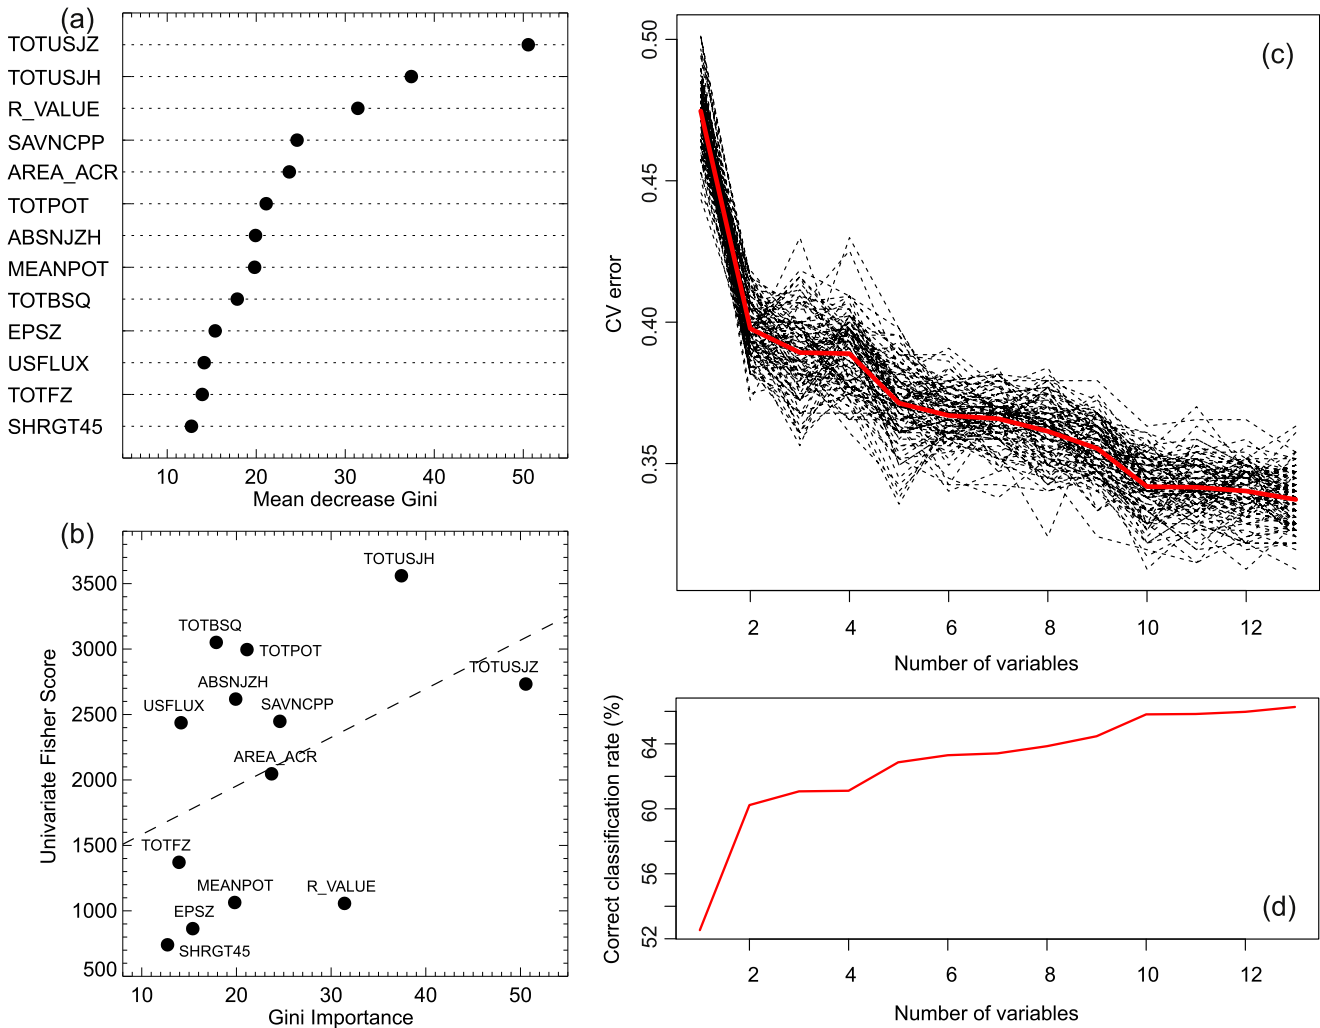 (a)
TOTUSJZ
TOTUSJH
R_VALUE
SAVNCPP
AREA_ACR
TOTPOT
ABSNJZH
MEANPOT
TOTBSQ
EPSZ
USFLUX
TOTFZ
SHRGT45
10 20 30 40 50
Mean decrease Gini
(b)
Univariate Fisher Score
3500
3000
2500
2000
1500
1000
500
TOTUSJH
TOTBSQ
TOTPOT
TOTUSJZ
ABSNJZH
USFLUX
SAVNCPP
AREA_ACR
TOTFZ
MEANPOT
R_VALUE
EPSZ
SHRGT45
10 20 30 40 50
Gini Importance
(c)
CV error
0.50
0.45
0.40
0.35
2 4 6 8 10 12
Number of variables
(d)
Correct classification rate (%)
64
60
56
52
2 4 6 8 10 12
Number of variables